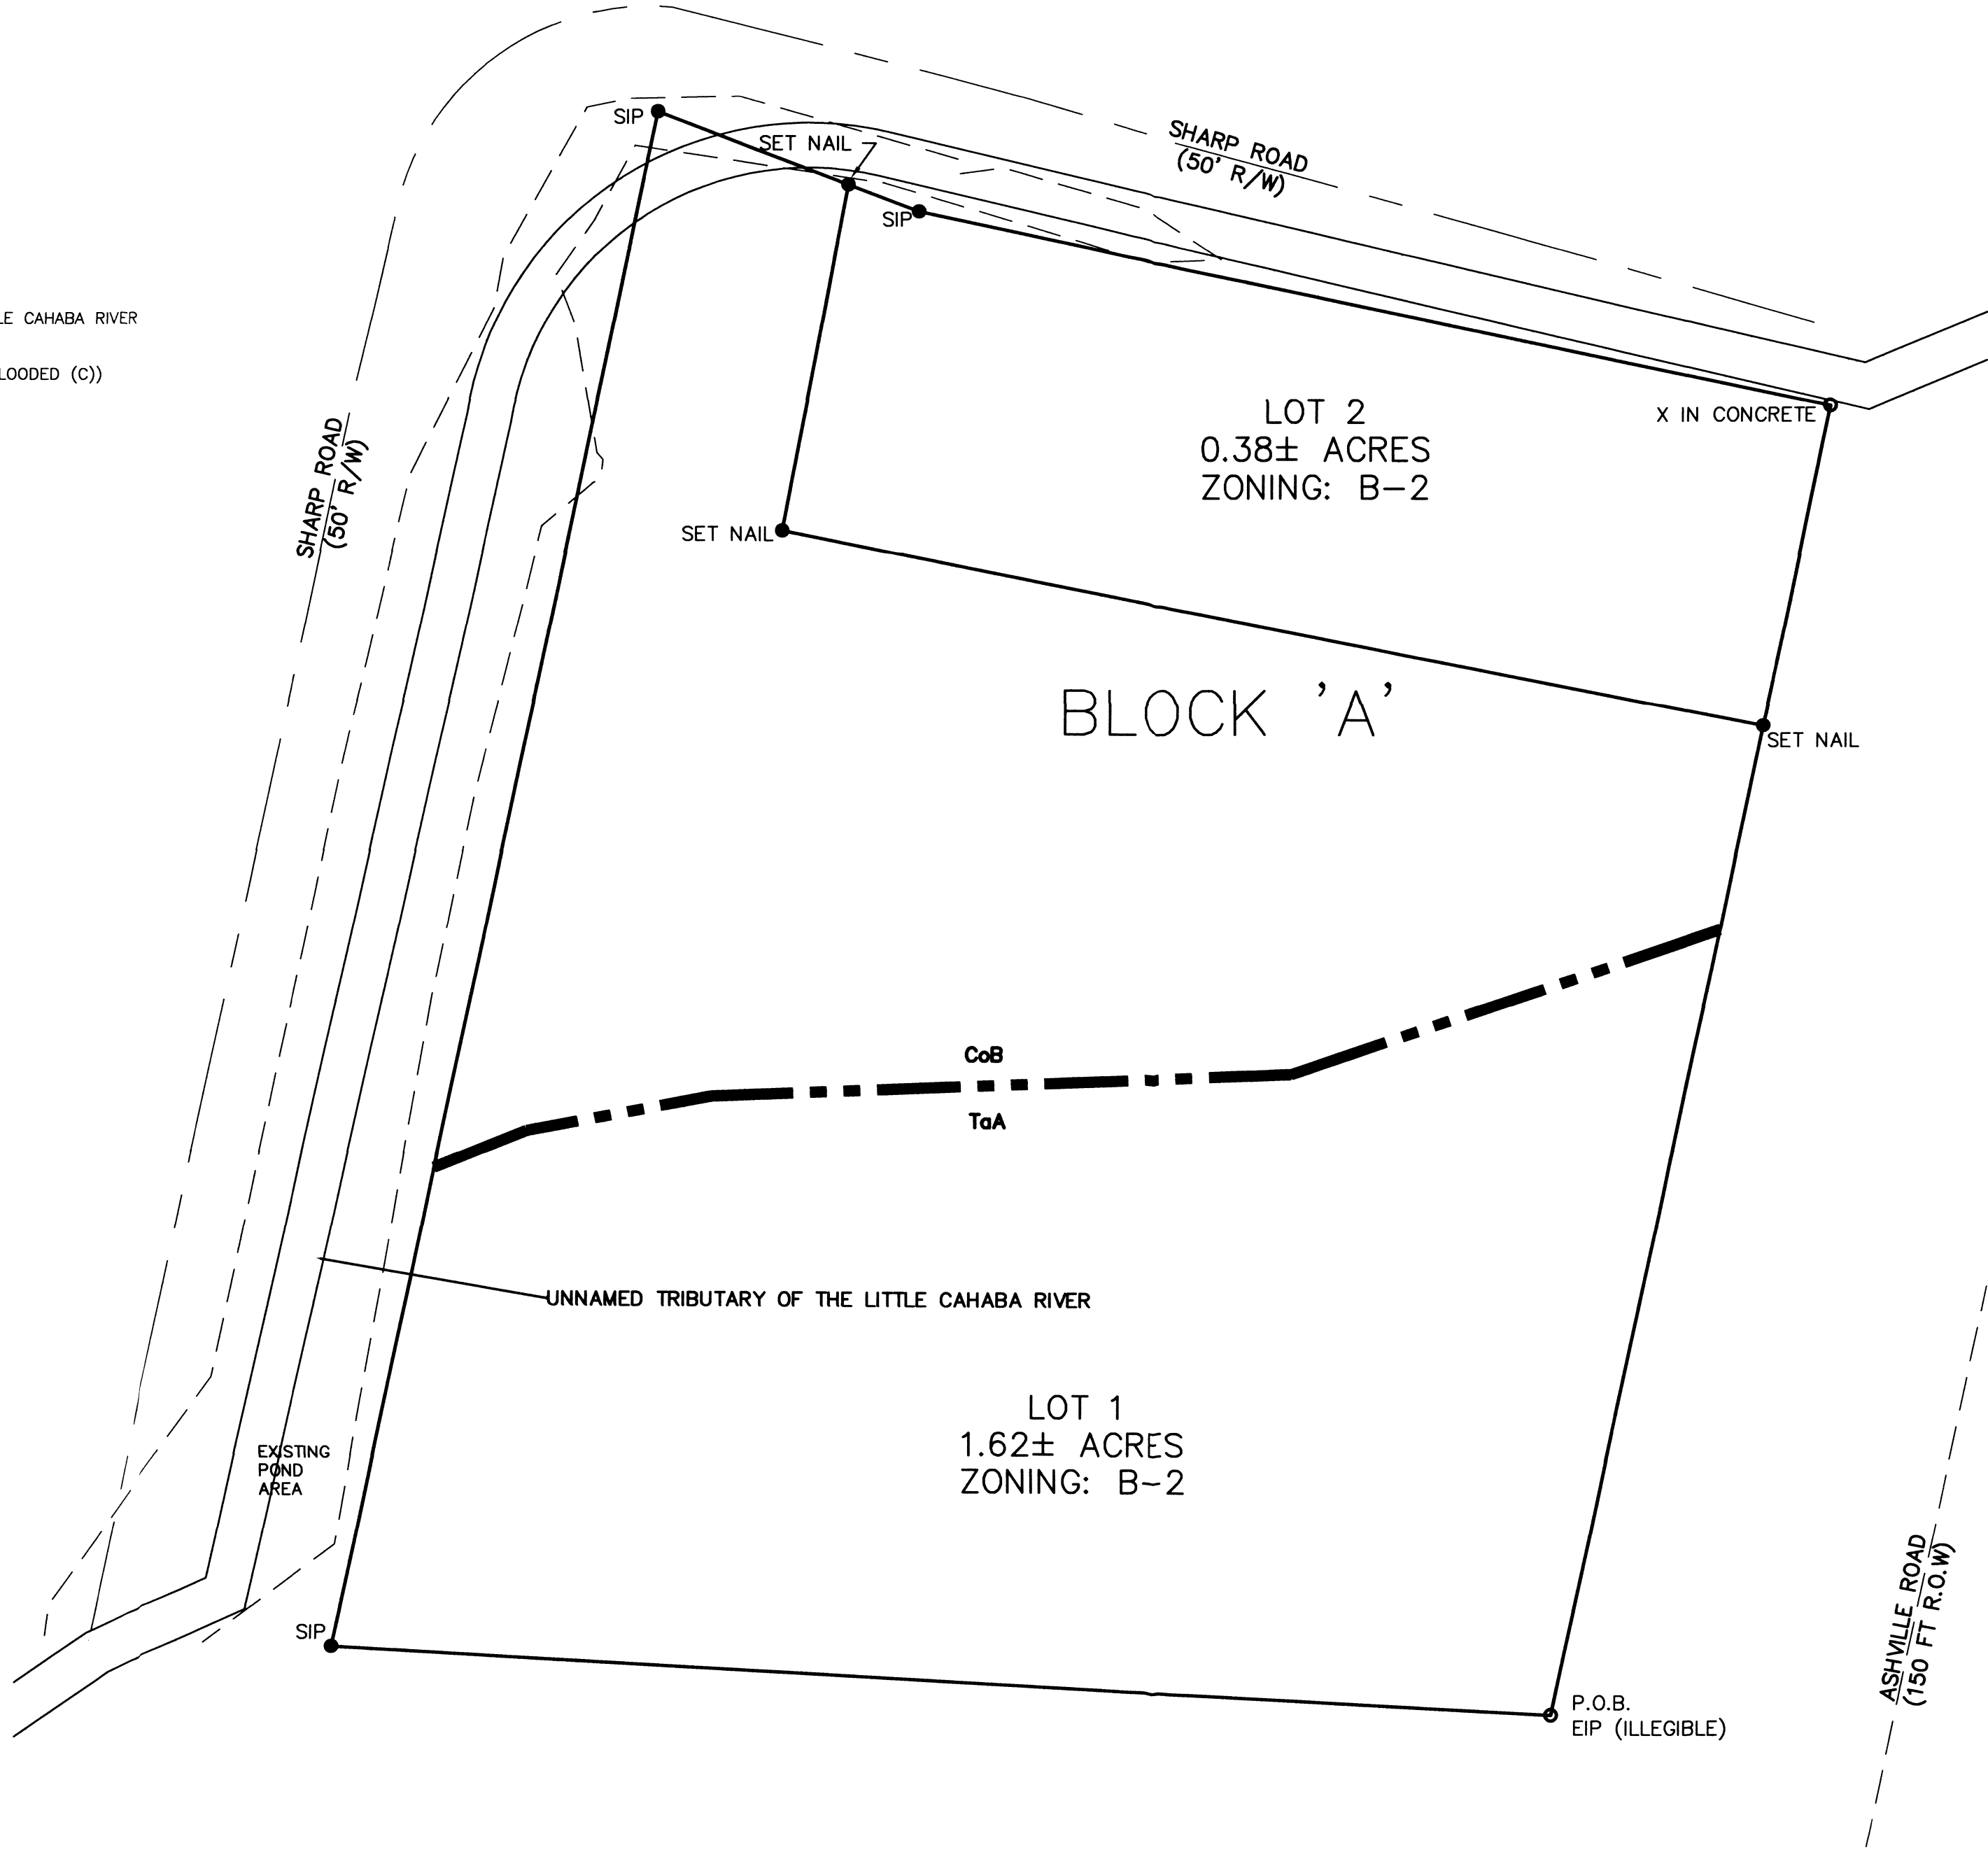 SIP
SET NAIL
SHARP ROAD
(50' R/W)
SIP
LE CAHABA RIVER
LOODED (C))
X IN CONCRETE
LOT 2
0.38± ACRES
ZONING: B-2
SHARP ROAD
(50' R/W)
SET NAIL
BLOCK 'A'
SET NAIL
CoB
TaA
UNNAMED TRIBUTARY OF THE LITTLE CAHABA RIVER
LOT 1
1.62± ACRES
ZONING: B-2
EXISTING
POND
AREA
ASHVILLE ROAD
(150 FT R.O.W)
SIP
P.O.B.
EIP (ILLEGIBLE)